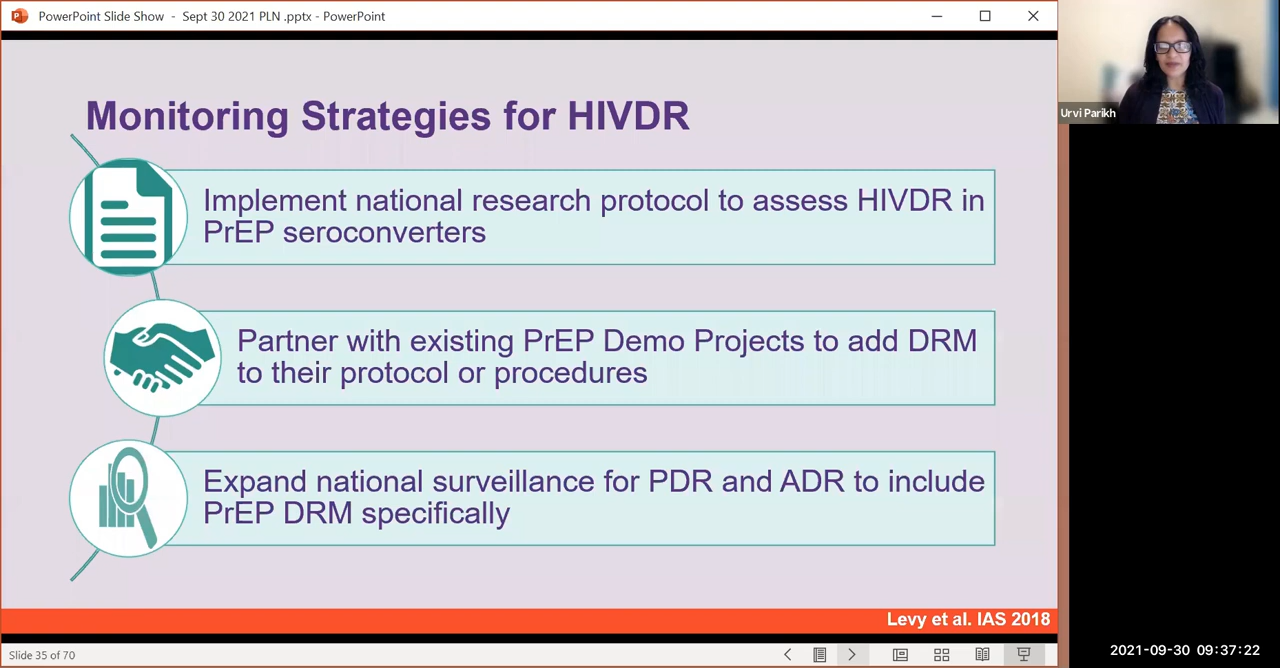 PowerPoint Slide Show - Sept 30 2021 PLN .pptx - PowerPoint
Urvi Parikh
Monitoring Strategies for HIVDR
Implement national research protocol to assess HIVDR in
PrEP seroconverters
Partner with existing PrEP Demo Projects to add DRM
to their protocol or procedures
Expand national surveillance for PDR and ADR to include
PrEP DRM specifically
Levy et al. IAS 2018
Slide 35 of 70
2021-09-30 09:37:22